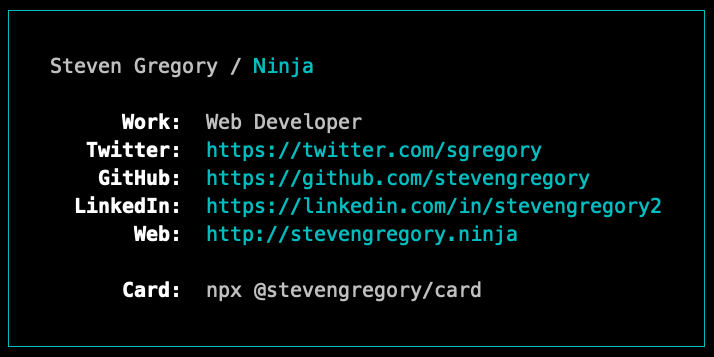 Steven Gregory / Ninja
Work: Web Developer
Twitter: https://twitter.com/sgregory
GitHub: https://github.com/stevengregory
LinkedIn: https://linkedin.com/in/stevengregory2
Web: http://stevengregory.ninja
Card: npx @stevengregory/card